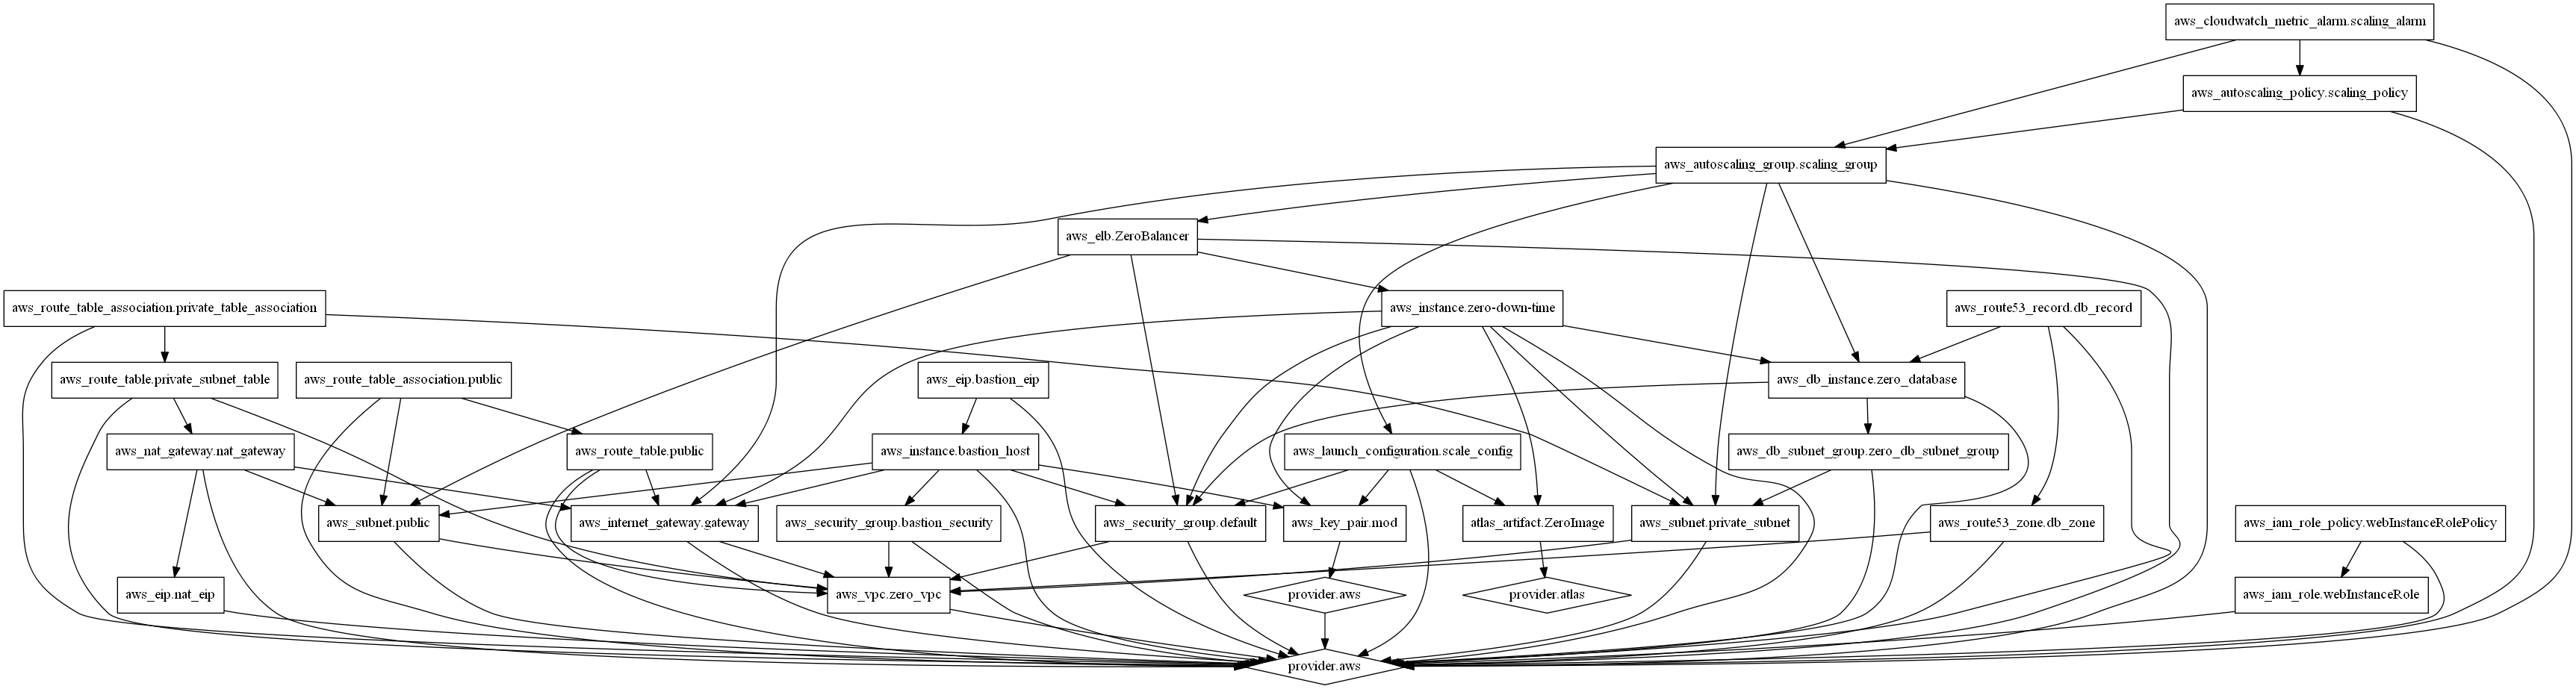 aws_cloudwatch_metric_alarm.scaling_alarm
aws_autoscaling_policy.scaling_policy
aws_autoscaling_group.scaling_group
aws_elb.ZeroBalancer
aws_route_table_association.private_table_association
aws_instance.zero-down-time
aws_route53_record.db_record
aws_route_table.private_subnet_table
aws_route_table_association.public
aws_eip.bastion_eip
aws_db_instance.zero_database
aws_nat_gateway.nat_gateway
aws_route_table.public
aws_instance.bastion_host
aws_launch_configuration.scale_config
aws_db_subnet_group.zero_db_subnet_group
aws_subnet.public
aws_internet_gateway.gateway
aws_security_group.bastion_security
aws_security_group.default
aws_key_pair.mod
atlas_artifact.ZeroImage
aws_subnet.private_subnet
aws_route53_zone.db_zone
aws_iam_role_policy.webInstanceRolePolicy
aws_eip.nat_eip
aws_vpc.zero_vpc
provider.aws
provider.atlas
aws_iam_role.webInstanceRole
provider.aws